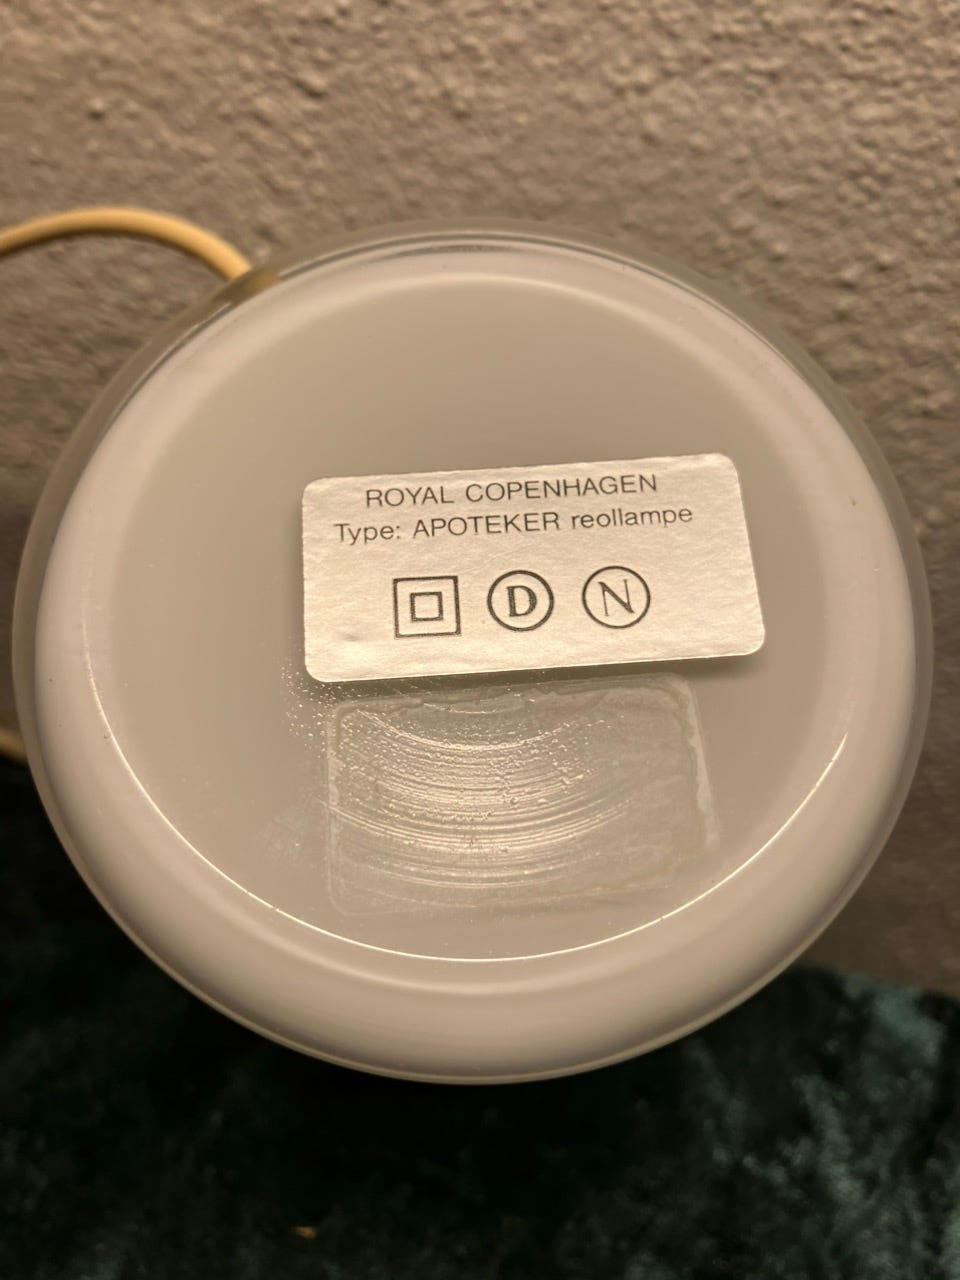 ROYAL COPENHAGEN
Type: APOTEKER reollampe
D N